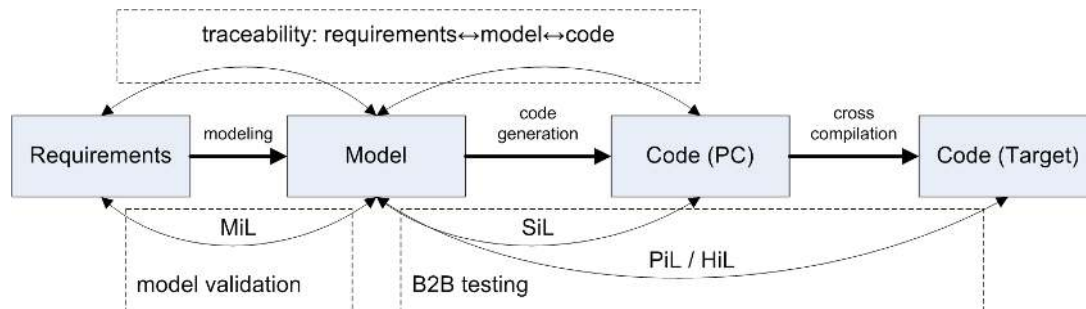 traceability: requirements↔model↔code
modeling
code
generation
cross
compilation
Requirements
Model
Code (PC)
Code (Target)
MiL
SiL
PiL / HiL
model validation
B2B testing